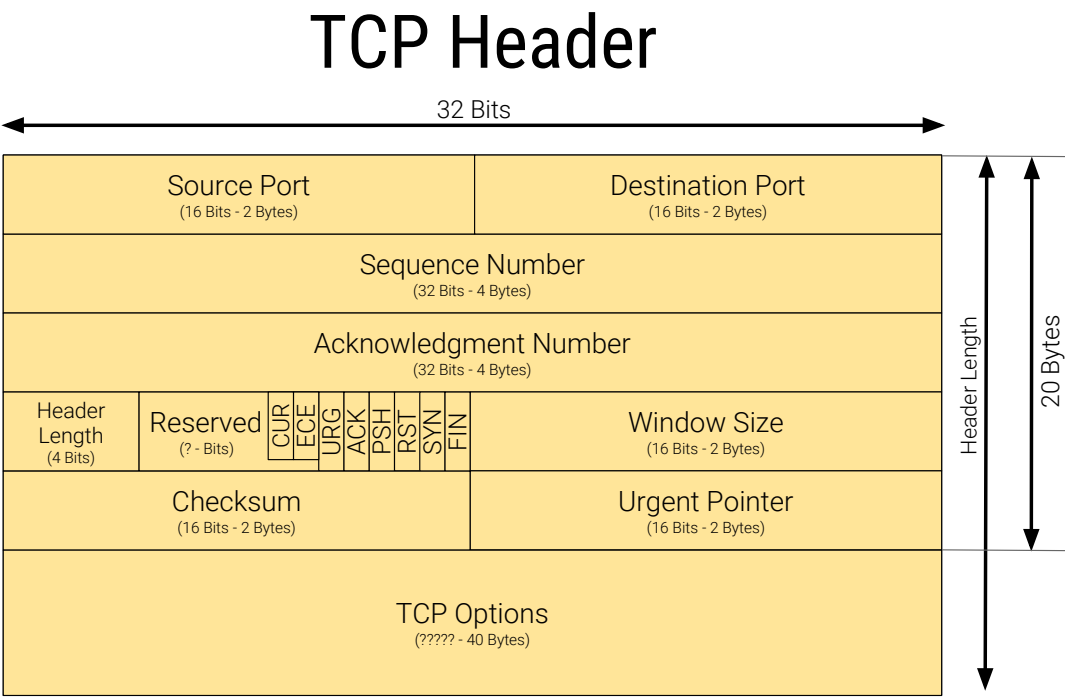 TCP Header
32 Bits
Source Port
(16 Bits - 2 Bytes)
Destination Port
(16 Bits - 2 Bytes)
Sequence Number
(32 Bits - 4 Bytes)
Acknowledgment Number
(32 Bits - 4 Bytes)
Header
Length
(4 Bits)
Reserved
(? - Bits)
CUR
ECE
URG
ACK
PSH
RST
SYN
FIN
Window Size
(16 Bits - 2 Bytes)
Checksum
(16 Bits - 2 Bytes)
Urgent Pointer
(16 Bits - 2 Bytes)
TCP Options
(????? - 40 Bytes)
Header Length
20 Bytes